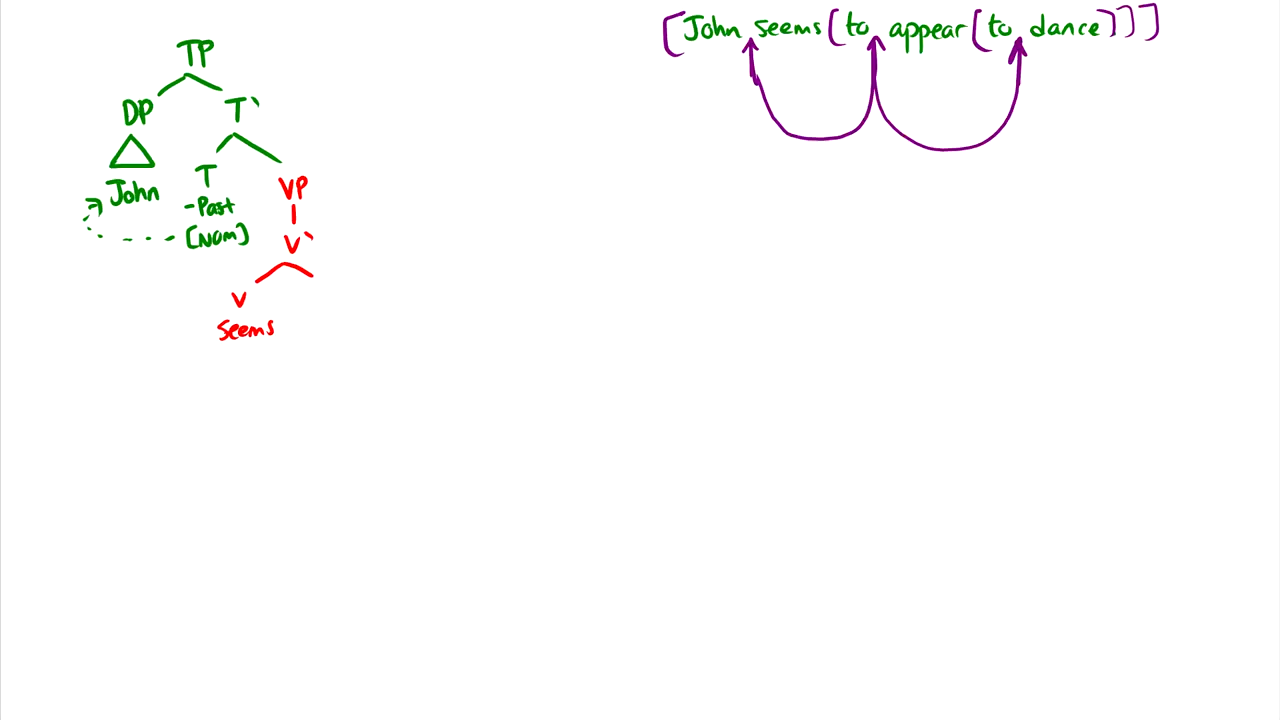 [John seems [to appear [to dance]]]
TP
DP T`
John T VP
-Past
[Nom] V`
V
seems